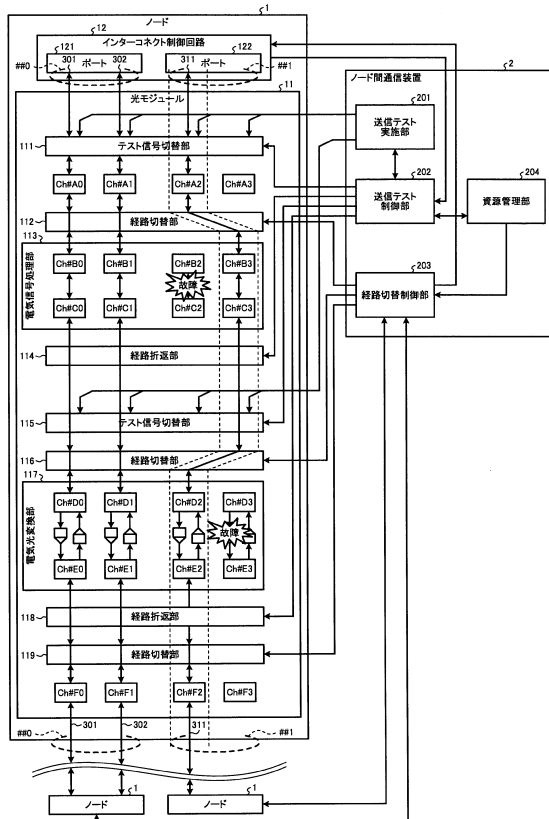 1
ノード
12
インターコネクト制御回路
121
122
##0
301
ポート
302
311
ポート
##1
11
光モジュール
111
テスト信号切替部
Ch#A0
Ch#A1
Ch#A2
Ch#A3
112
経路切替部
113
電気信号処理部
Ch#B0
Ch#B1
Ch#B2
Ch#B3
故障
Ch#C0
Ch#C1
Ch#C2
Ch#C3
114
経路折返部
115
テスト信号切替部
116
経路切替部
117
電気光変換部
Ch#D0
Ch#D1
Ch#D2
Ch#D3
故障
Ch#E0
Ch#E1
Ch#E2
Ch#E3
118
経路折返部
119
経路切替部
Ch#F0
Ch#F1
Ch#F2
Ch#F3
##0
301
302
311
##1
1
ノード
1
ノード
2
ノード間通信装置
201
送信テスト
実施部
202
送信テスト
制御部
204
資源管理部
203
経路切替制御部